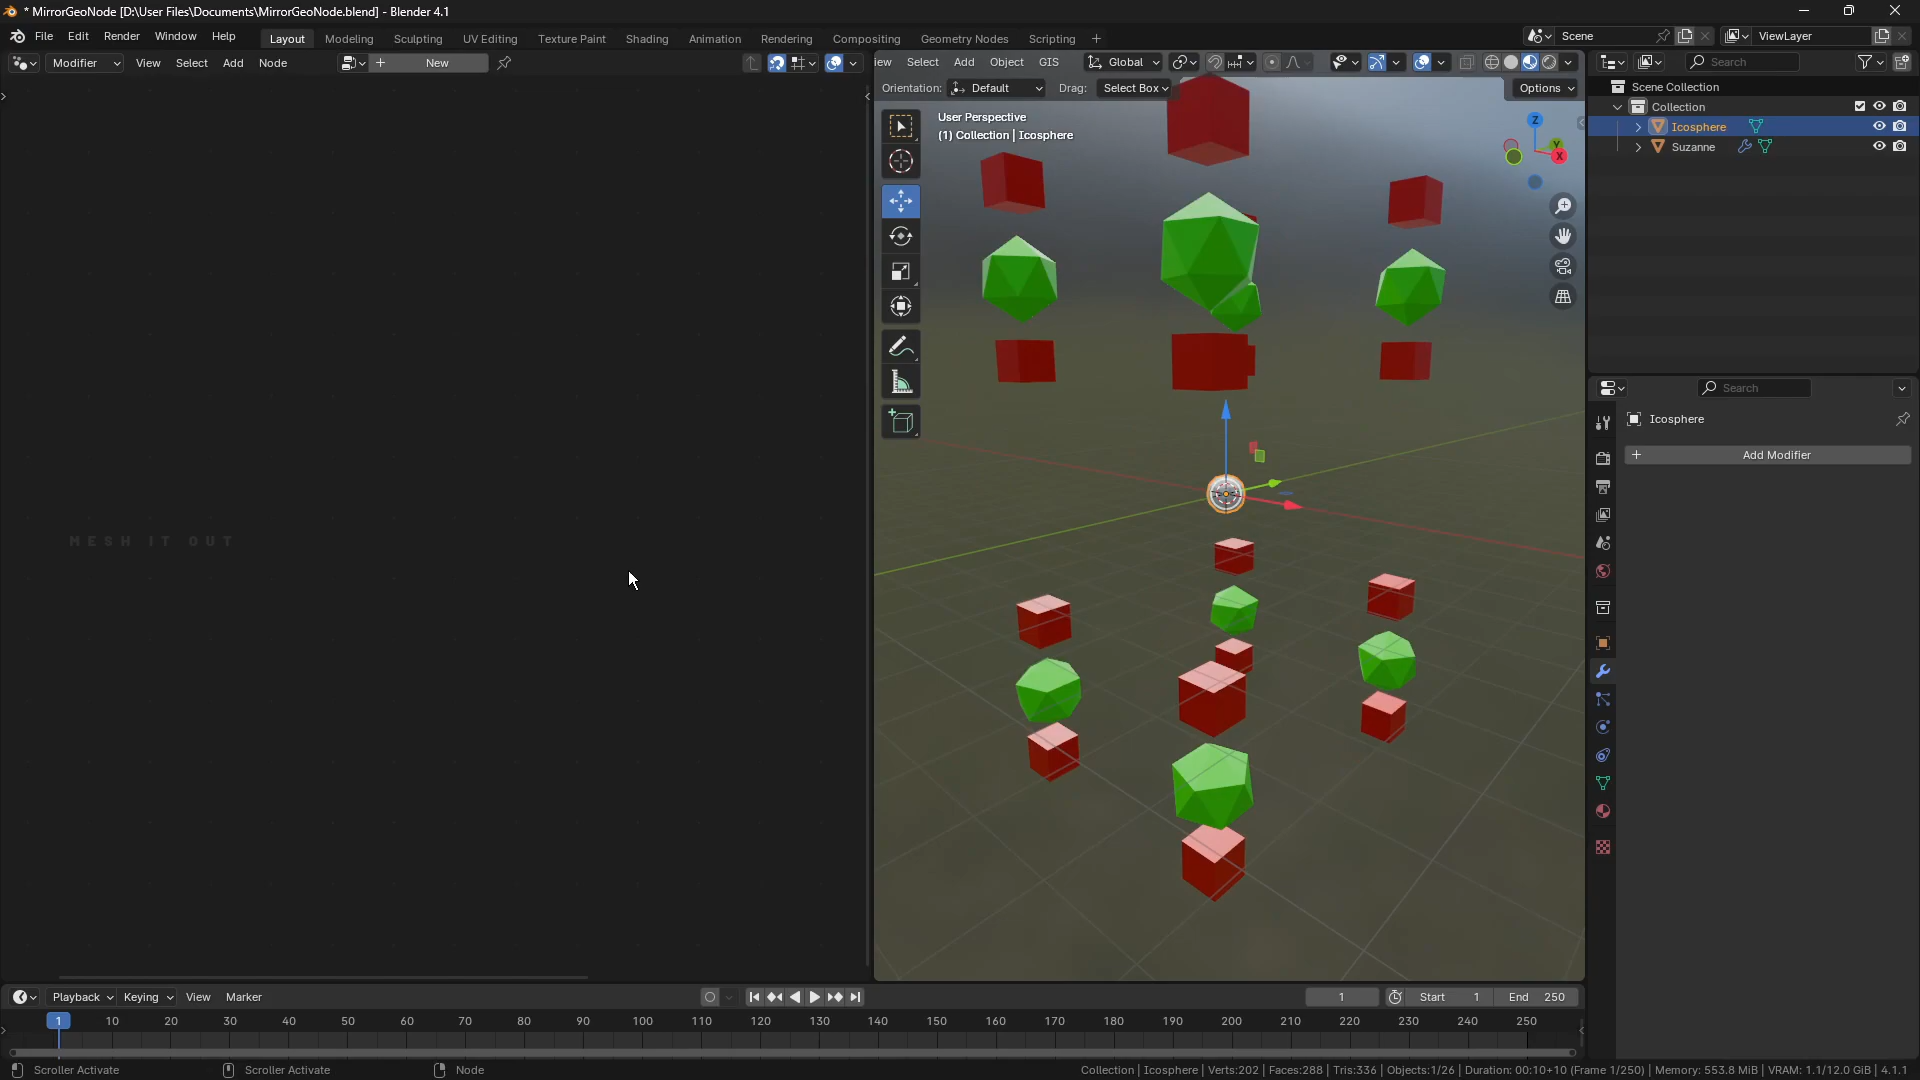 * MirrorGeoNode [D:\User Files\Documents\MirrorGeoNode.blend] - Blender 4.1
File Edit Render Window Help Layout Modeling Sculpting UV Editing Texture Paint Shading Animation Rendering Compositing Geometry Nodes Scripting + Scene ViewLayer
Modifier View Select Add Node + New
iew Select Add Object GIS Global
Search
Orientation: Default Drag: Select Box Options
User Perspective
(1) Collection | Icosphere
Z
Y
X
Scene Collection
Collection
Icosphere
Suzanne
Search
Icosphere
+ Add Modifier
MESH IT OUT
Playback Keying View Marker 1 Start 1 End 250
1 10 20 30 40 50 60 70 80 90 100 110 120 130 140 150 160 170 180 190 200 210 220 230 240 250
Scroller Activate Scroller Activate Node Collection | Icosphere | Verts:202 | Faces:288 | Tris:336 | Objects:1/26 | Duration: 00:10+10 (Frame 1/250) | Memory: 553.8 MiB | VRAM: 1.1/12.0 GiB | 4.1.1